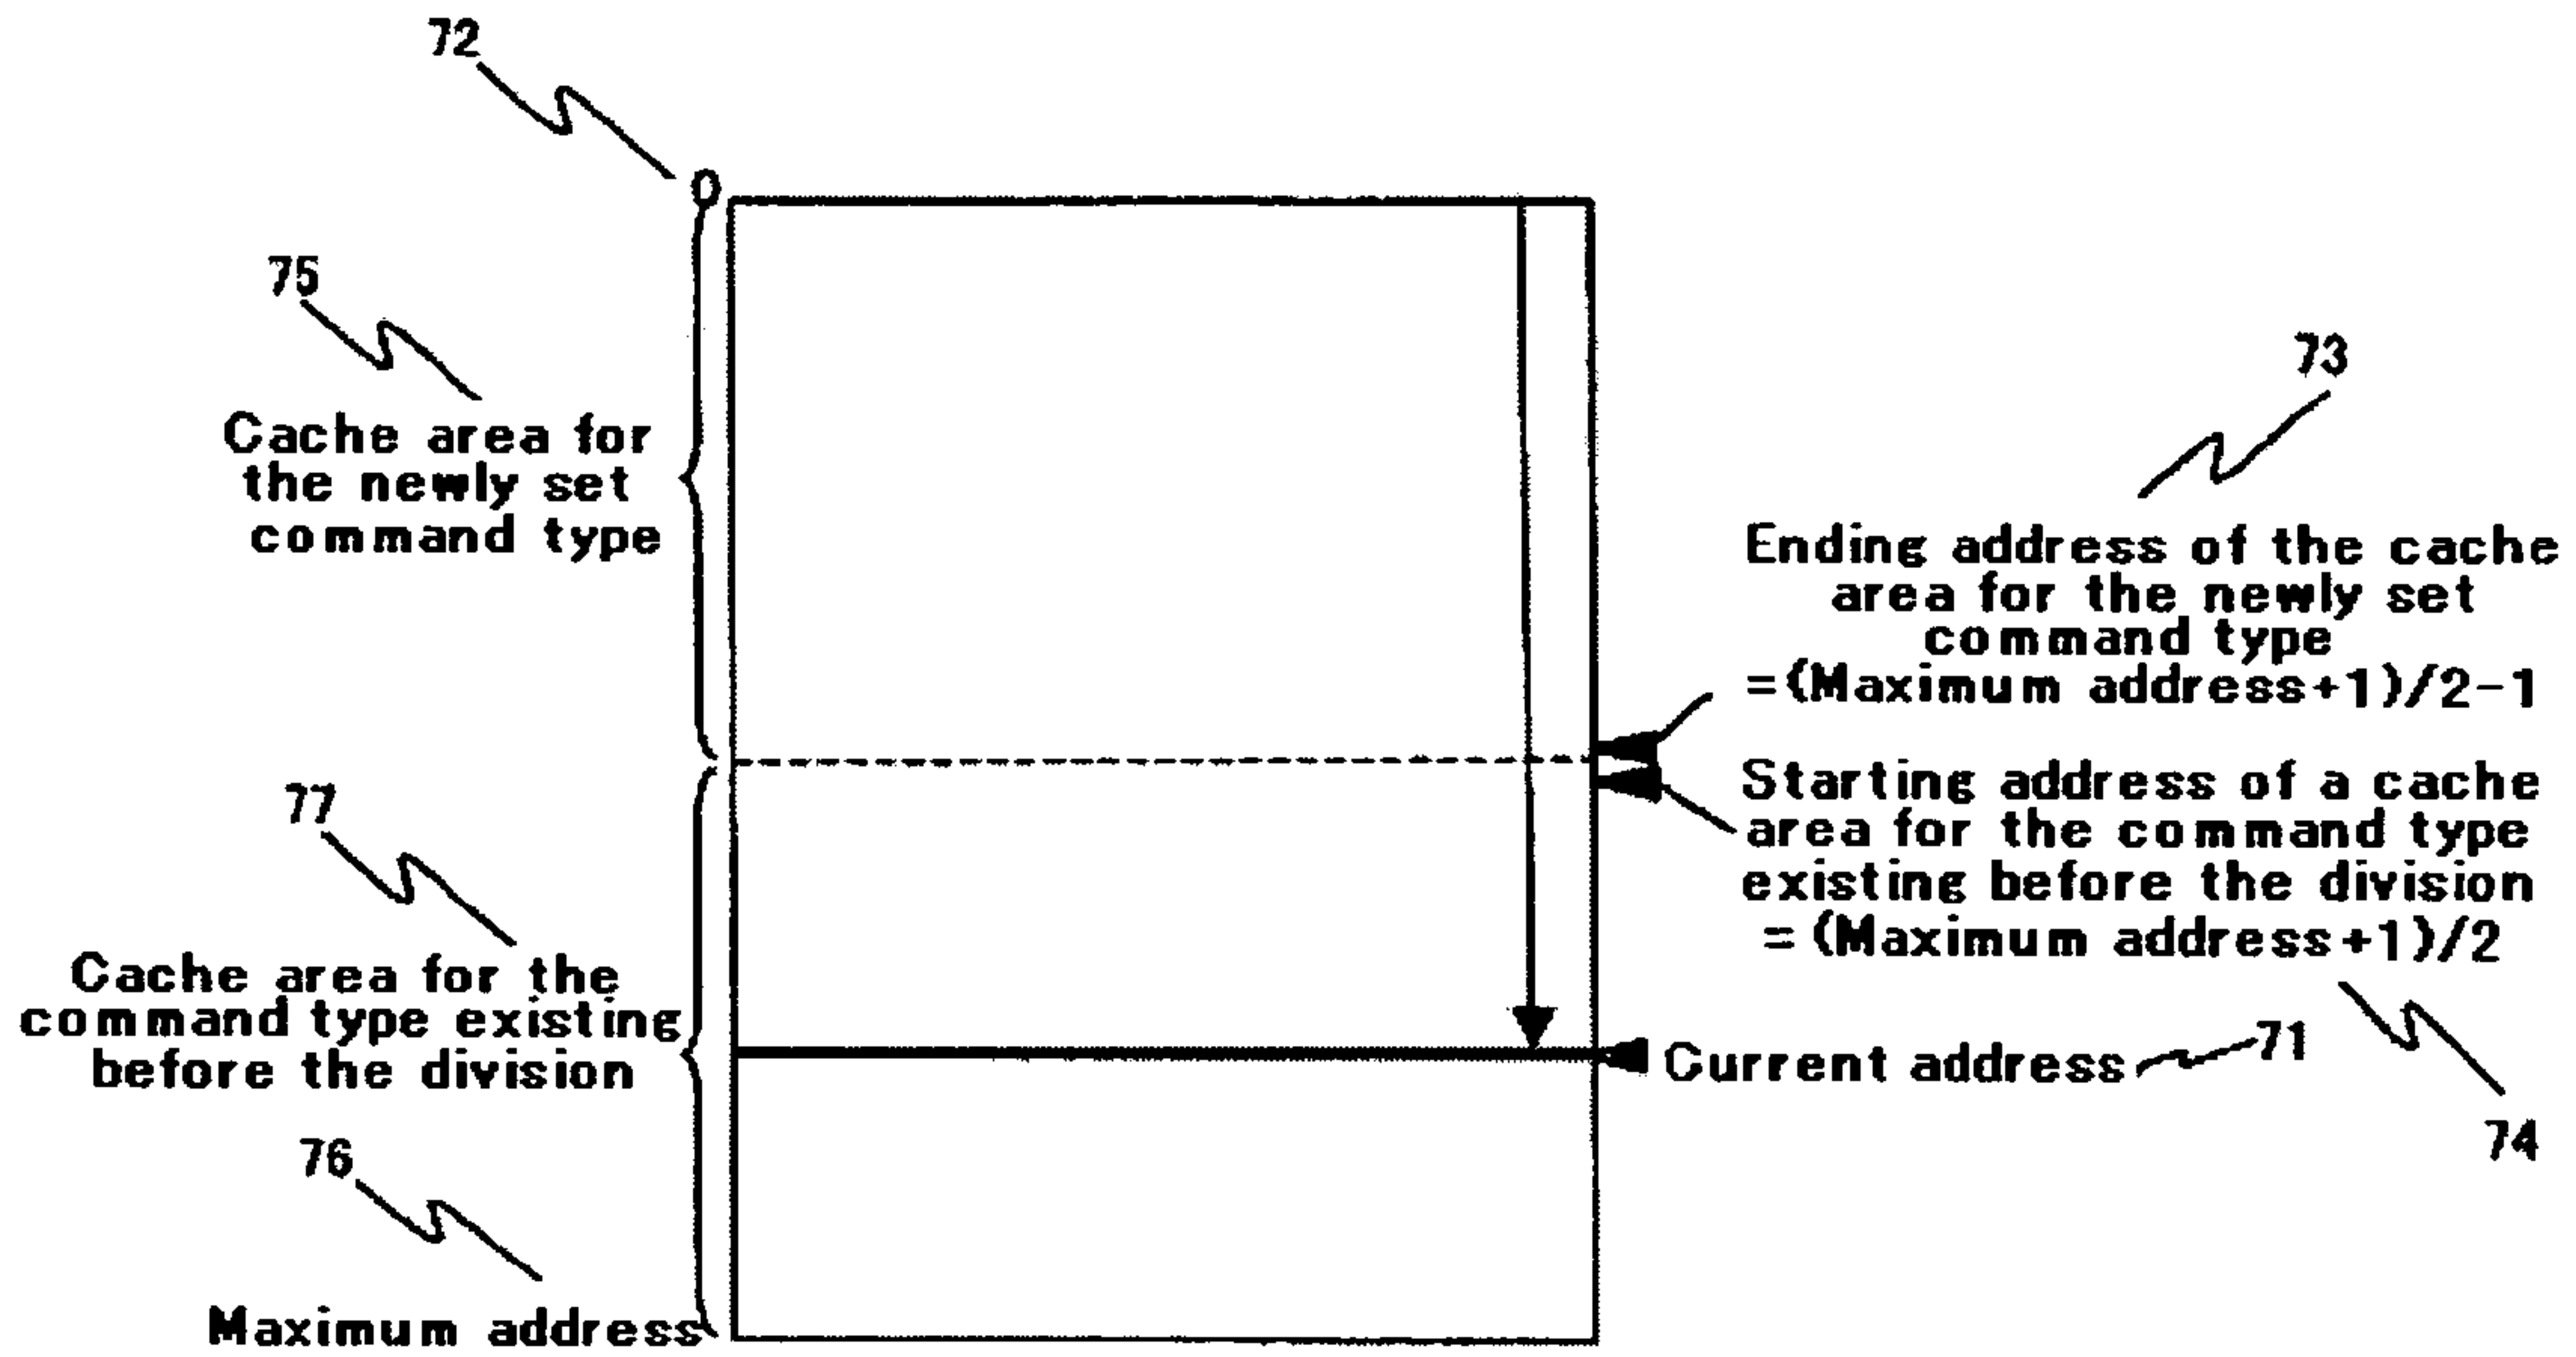 72
0
75
Cache area for
the newly set
command type
73
Ending address of the cache
area for the newly set
command type
=(Maximum address+1)/2-1
Starting address of a cache
area for the command type
existing before the division
=(Maximum address+1)/2
74
77
Cache area for the
command type existing
before the division
Current address
71
76
Maximum address